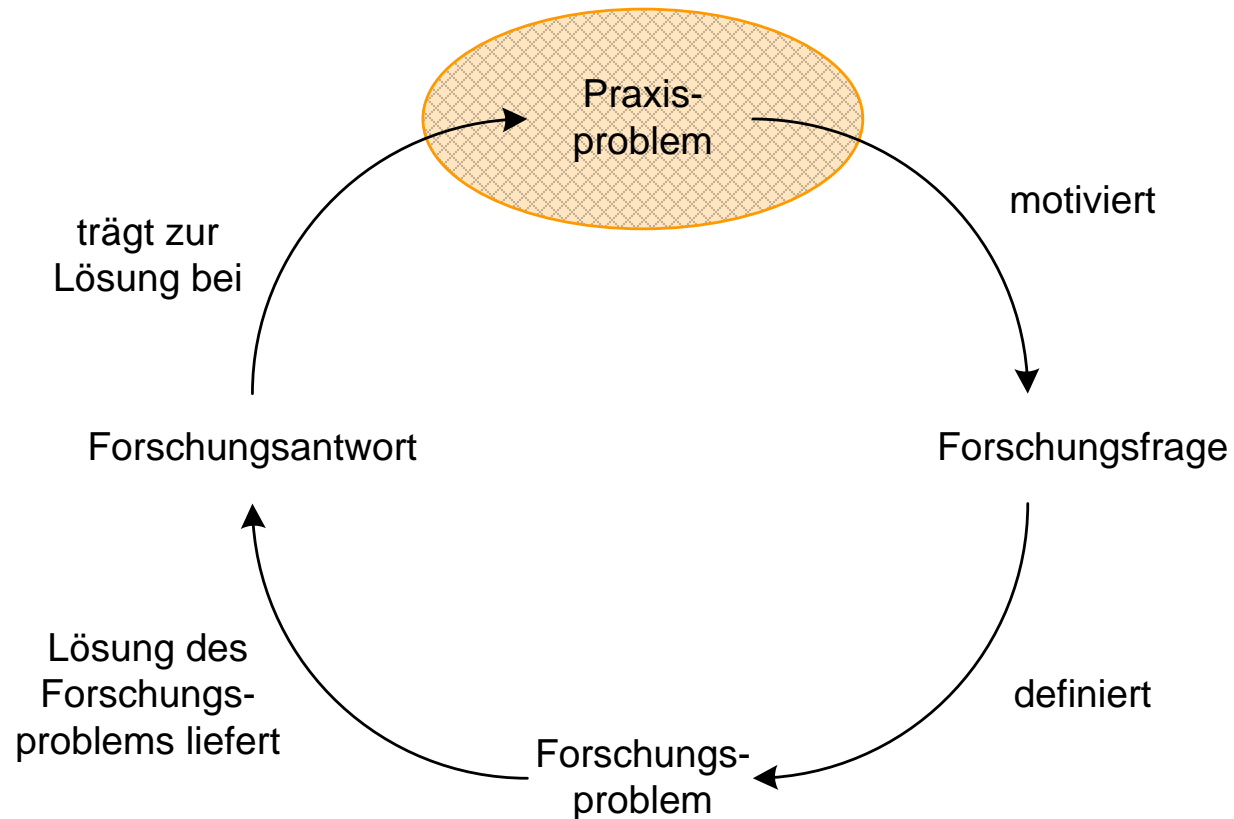 Praxis-
problem
motiviert
trägt zur
Lösung bei
Forschungsantwort
Forschungsfrage
Lösung des
Forschungs-
problems liefert
definiert
Forschungs-
problem